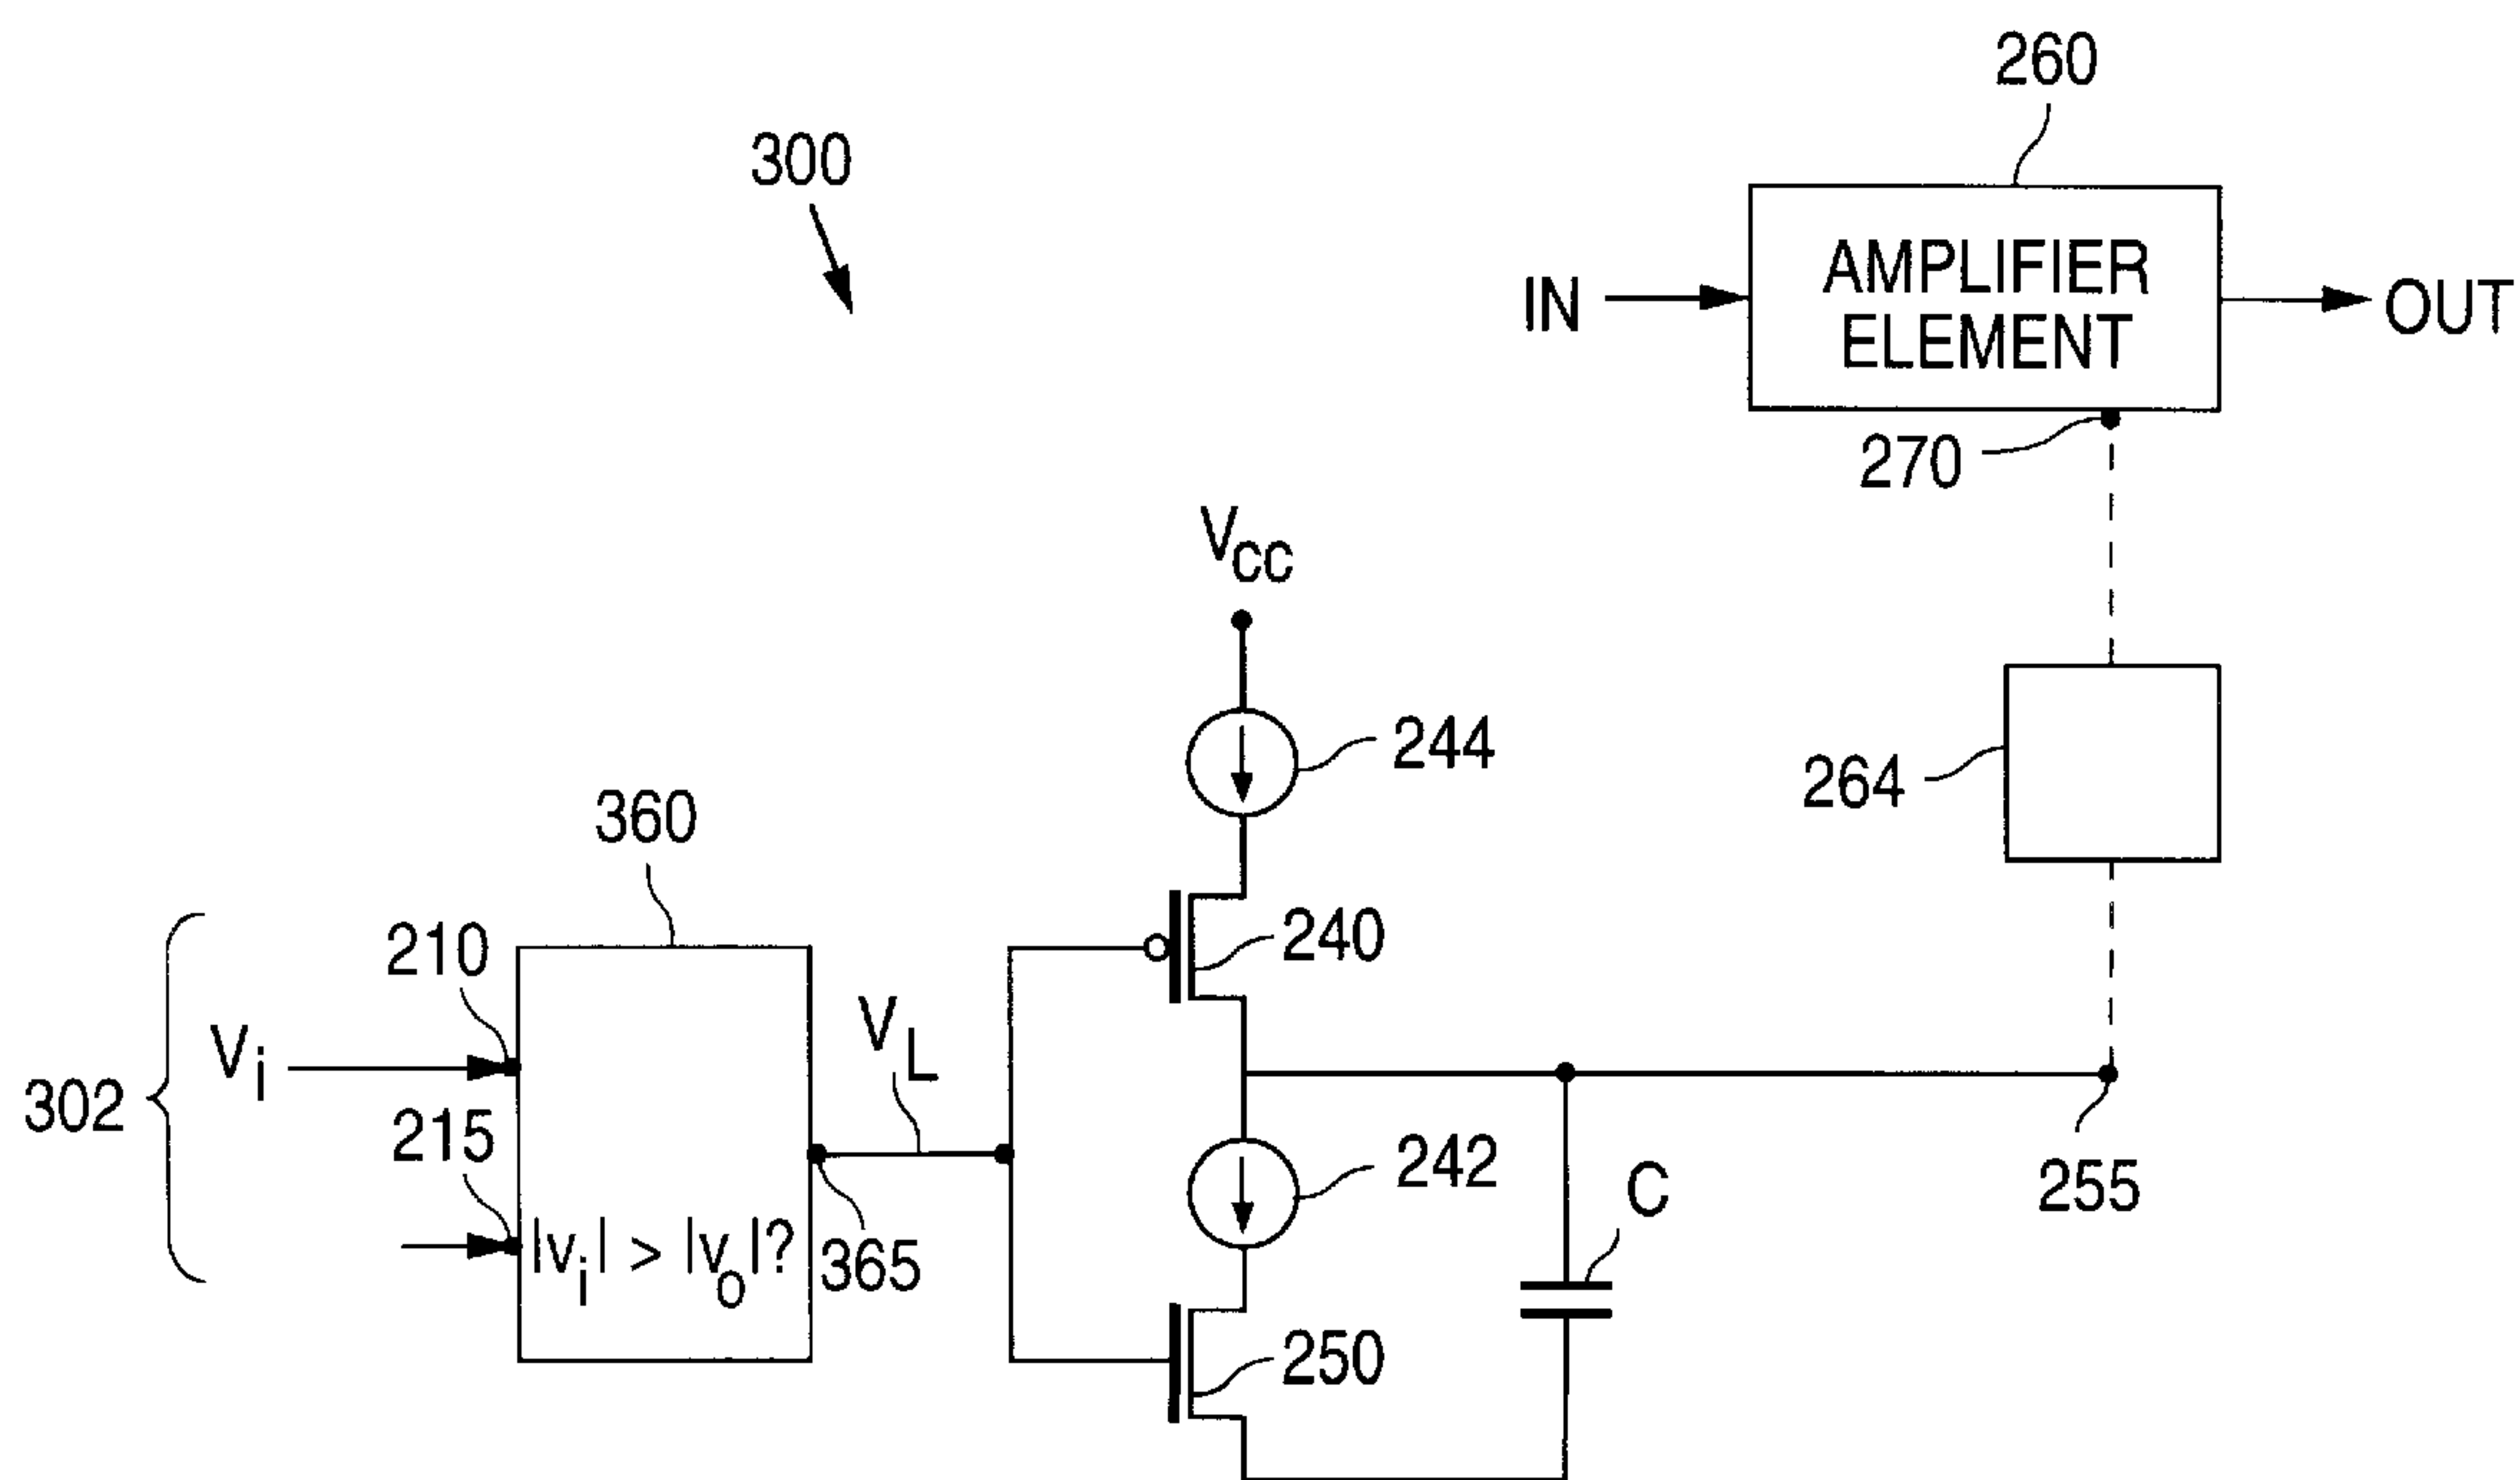 260
300
AMPLIFIER
ELEMENT
IN
OUT
270
VCC
244
264
360
240
210
Vi
VL
302
215
242
255
C
|vi| > |vo|?
365
250